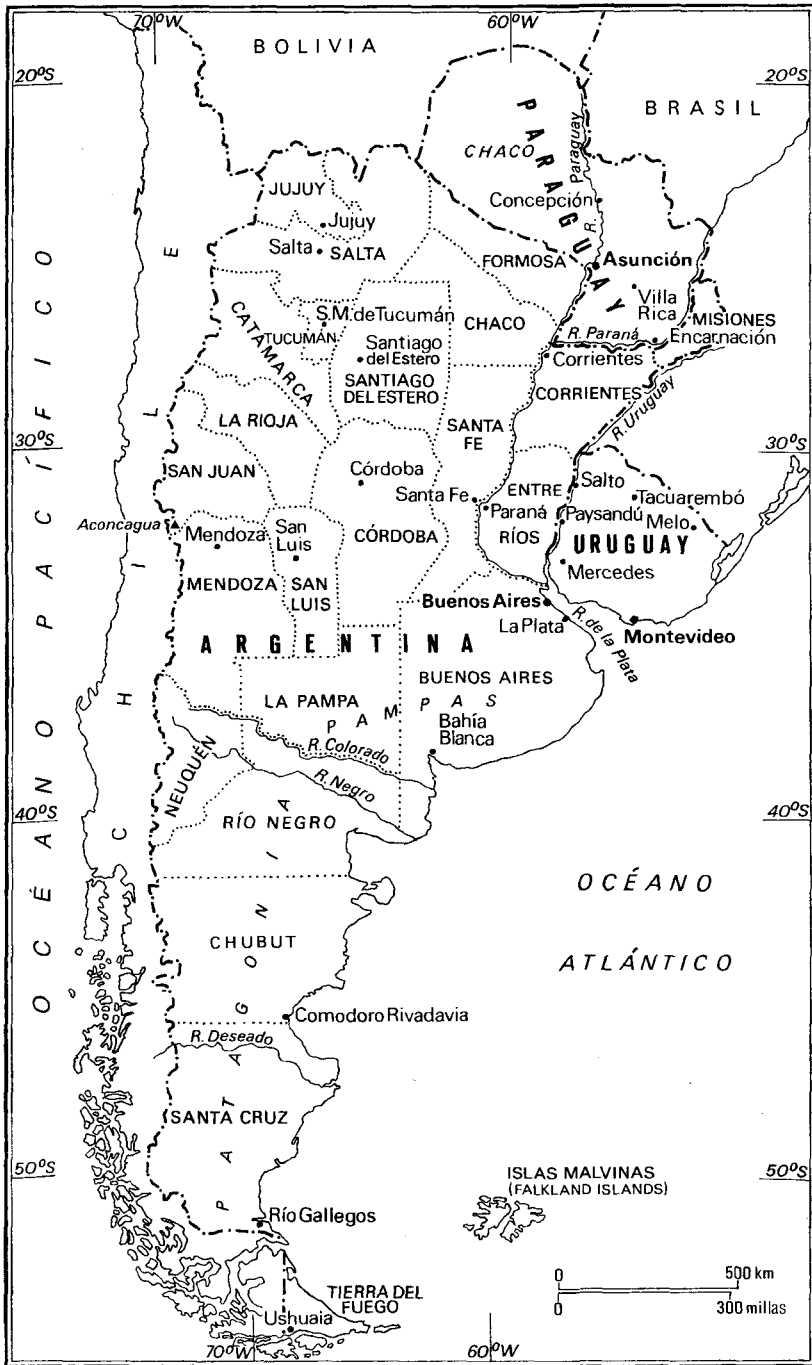 70°W
60°W
BOLIVIA
20°S
20°S
BRASIL
PARAGUAY
CHACO
R. Paraguay
Concepción
JUJUY
Jujuy
Salta
SALTA
FORMOSA
Asunción
Villa
Rica
CATAMARCA
S.M. de Tucumán
TUCUMÁN
CHACO
R. Paraná
MISIONES
Encarnación
Santiago
del Estero
SANTIAGO
DEL ESTERO
Corrientes
CORRIENTES
R. Uruguay
LA RIOJA
SANTA
FE
30°S
30°S
SAN JUAN
Córdoba
Santa Fe
ENTRE
RÍOS
Salto
Tacuarembó
Paraná
Paysandú
Melo
Aconcagua
Mendoza
San
Luis
CÓRDOBA
URUGUAY
Mercedes
MENDOZA
SAN
LUIS
Buenos Aires
La Plata
R. de la Plata
Montevideo
ARGENTINA
BUENOS AIRES
LA PAMPA
PAMPAS
Bahía
Blanca
R. Colorado
NEUQUÉN
R. Negro
40°S
40°S
RÍO NEGRO
CHILE
OCÉANO PACÍFICO
OCÉANO
ATLÁNTICO
CHUBUT
PATAGONIA
Comodoro Rivadavia
R. Deseado
SANTA CRUZ
50°S
50°S
ISLAS MALVINAS
(FALKLAND ISLANDS)
Río Gallegos
0 500 km
0 300 millas
TIERRA DEL
FUEGO
Ushuaia
70°W
60°W